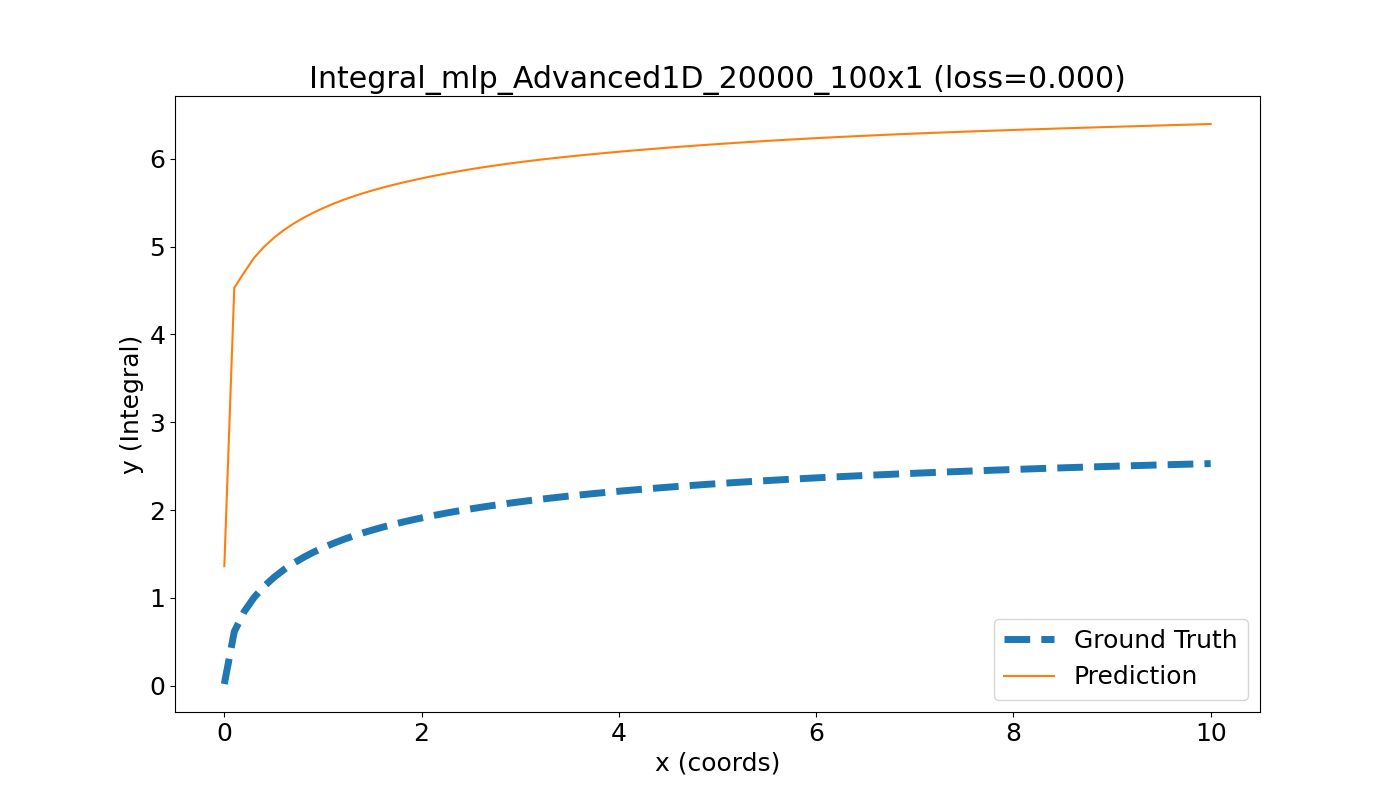 Integral_mlp_Advanced1D_20000_100x1 (loss=0.000)
y (Integral)
6
5
4
3
2
1
0
Ground Truth
Prediction
0 2 4 6 8 10
x (coords)